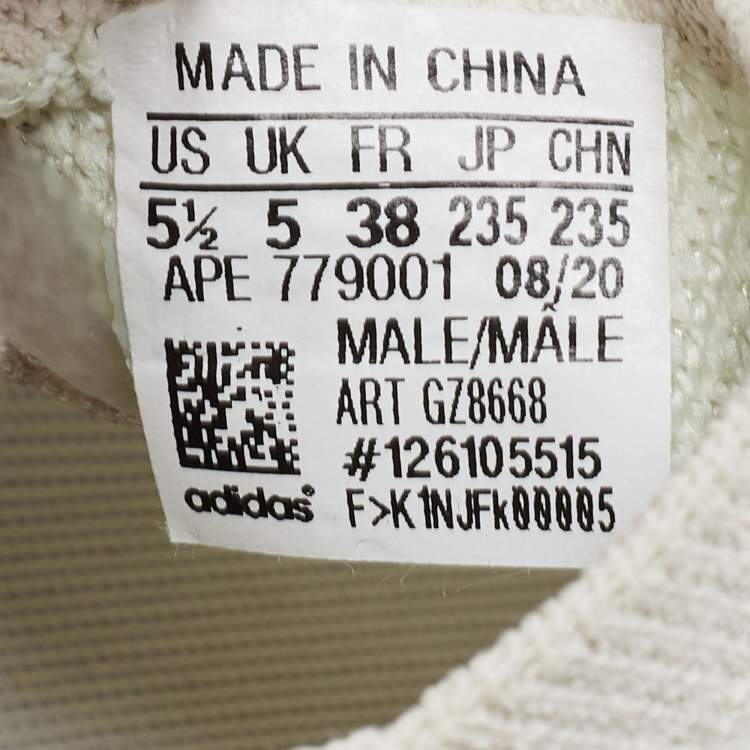 MADE IN CHINA
US UK FR JP CHN
5½ 5 38 235 235
APE 779001 08/20
MALE/MÂLE
ART GZ8668
#126105515
adidas® F>K1NJFk00005